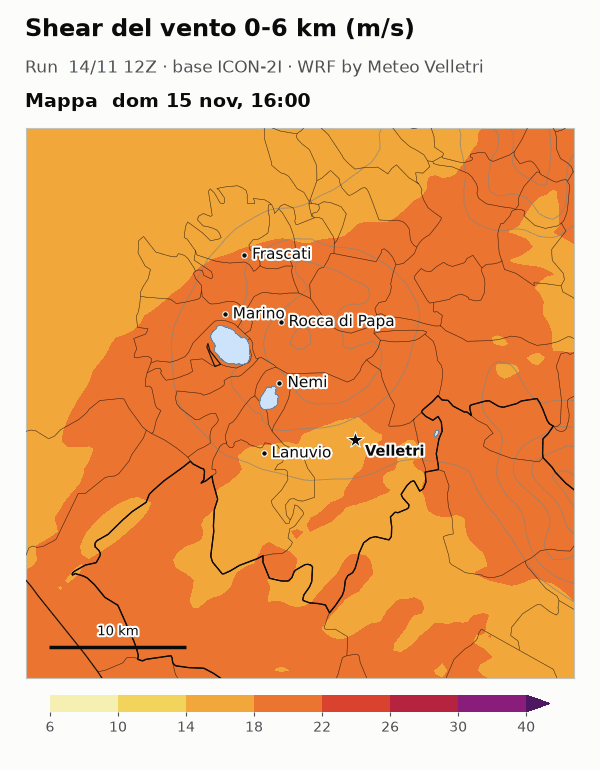 Shear del vento 0-6 km (m/s)
Run  14/11 12Z · base ICON-2I · WRF by Meteo Velletri
Mappa  dom 15 nov, 16:00
Frascati
Marino
Rocca di Papa
Nemi
Lanuvio
Velletri
10 km
6 10 14 18 22 26 30 40